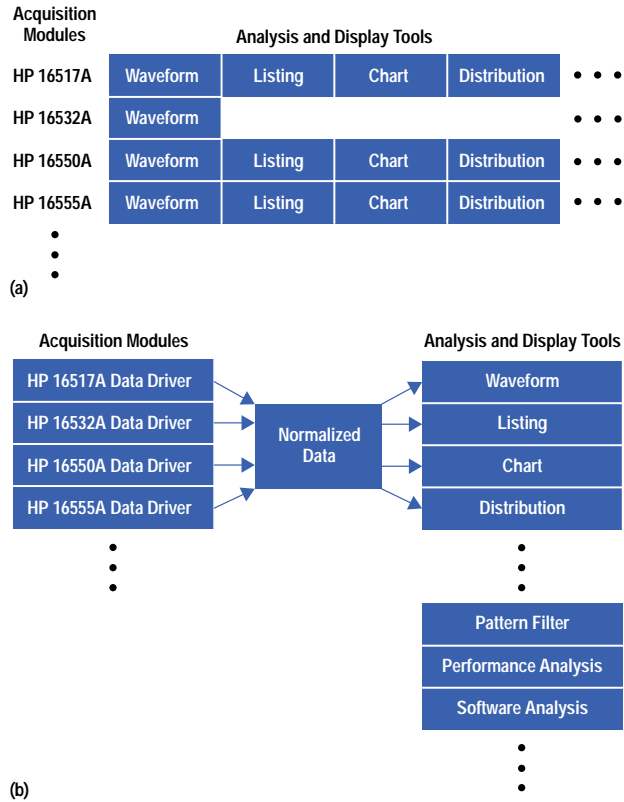 Acquisition
Modules
Analysis and Display Tools
HP 16517A Waveform Listing Chart Distribution
HP 16532A Waveform
HP 16550A Waveform Listing Chart Distribution
HP 16555A Waveform Listing Chart Distribution
(a)
Acquisition Modules
HP 16517A Data Driver
HP 16532A Data Driver
HP 16550A Data Driver
HP 16555A Data Driver
Normalized
Data
Analysis and Display Tools
Waveform
Listing
Chart
Distribution
Pattern Filter
Performance Analysis
Software Analysis
(b)